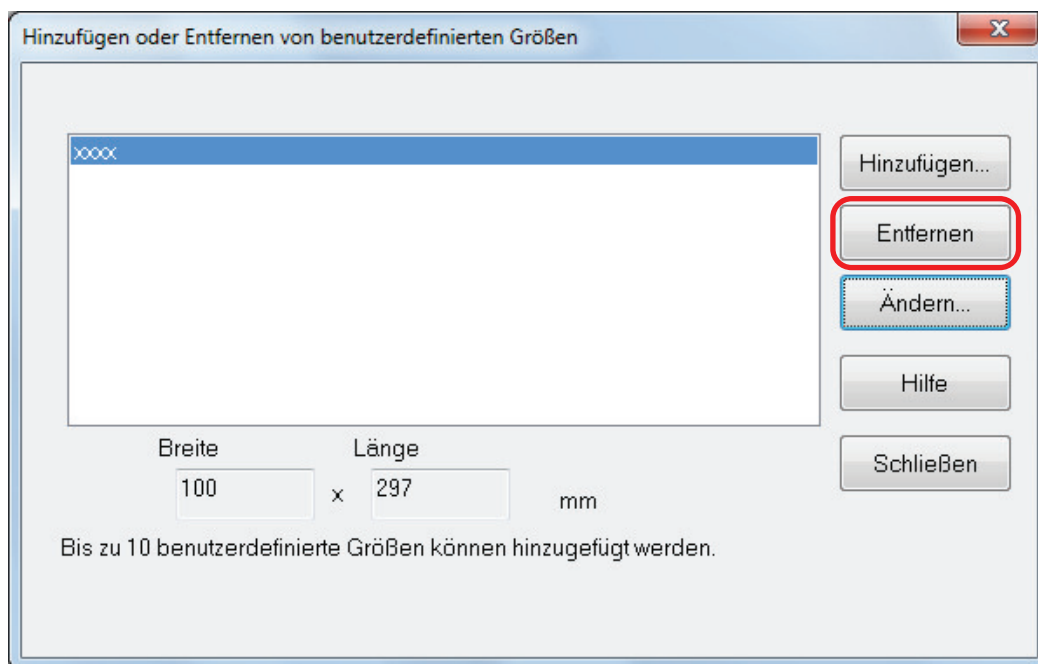 Hinzufügen oder Entfernen von benutzerdefinierten Größen
x
xxxx
Hinzufügen...
Entfernen
Ändern...
Hilfe
Schließen
Breite Länge
100 x 297 mm
Bis zu 10 benutzerdefinierte Größen können hinzugefügt werden.